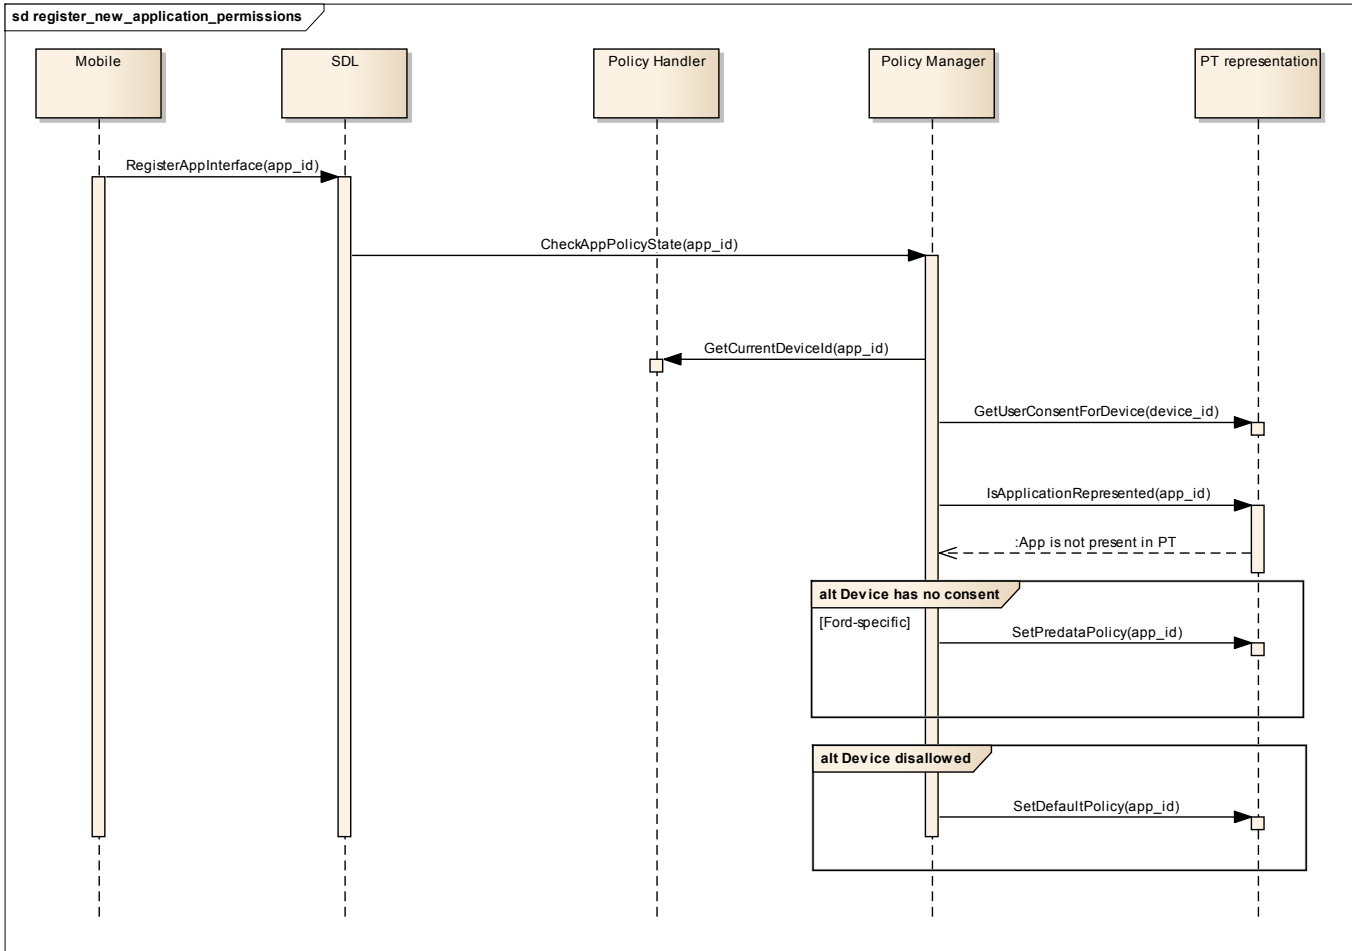 sd register_new_application_permissions
Mobile
SDL
Policy Handler
Policy Manager
PT representation
RegisterAppInterface(app_id)
CheckAppPolicyState(app_id)
GetCurrentDeviceId(app_id)
GetUserConsentForDevice(device_id)
IsApplicationRepresented(app_id)
:App is not present in PT
alt Device has no consent
[Ford-specific]
SetPredataPolicy(app_id)
alt Device disallowed
SetDefaultPolicy(app_id)